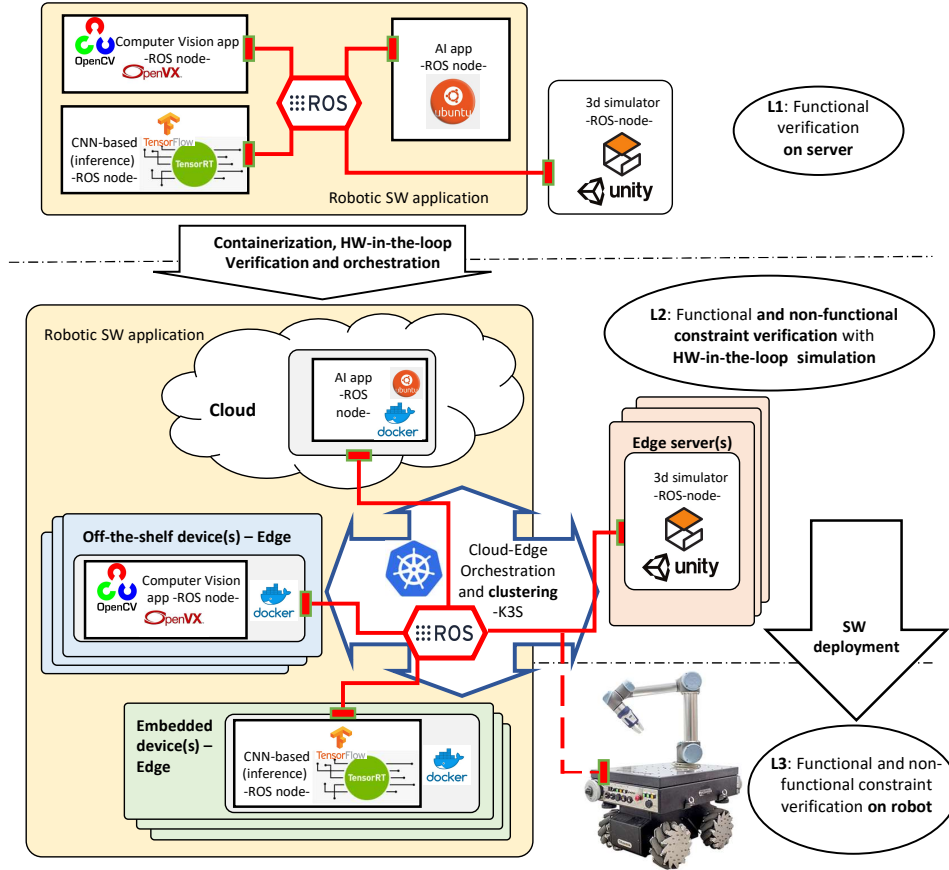 Computer Vision app
-ROS node-
OpenCV
OpenVX
AI app
-ROS node-
ubuntu
ROS
CNN-based
(inference)
-ROS node-
TensorFlow
TensorRT
Robotic SW application
3d simulator
-ROS-node-
unity
L1: Functional
verification
on server
Containerization, HW-in-the-loop
Verification and orchestration
L2: Functional and non-functional
constraint verification with
HW-in-the-loop simulation
Robotic SW application
Cloud
AI app
-ROS
node-
ubuntu
docker
Edge server(s)
3d simulator
-ROS-node-
unity
Off-the-shelf device(s) – Edge
OpenCV
Computer Vision
app -ROS node-
OpenVX
docker
Cloud-Edge
Orchestration
and clustering
-K3S
ROS
SW
deployment
Embedded
device(s) –
Edge
CNN-based
(inference)
-ROS node-
TensorFlow
TensorRT
docker
L3: Functional and non-
functional constraint
verification on robot